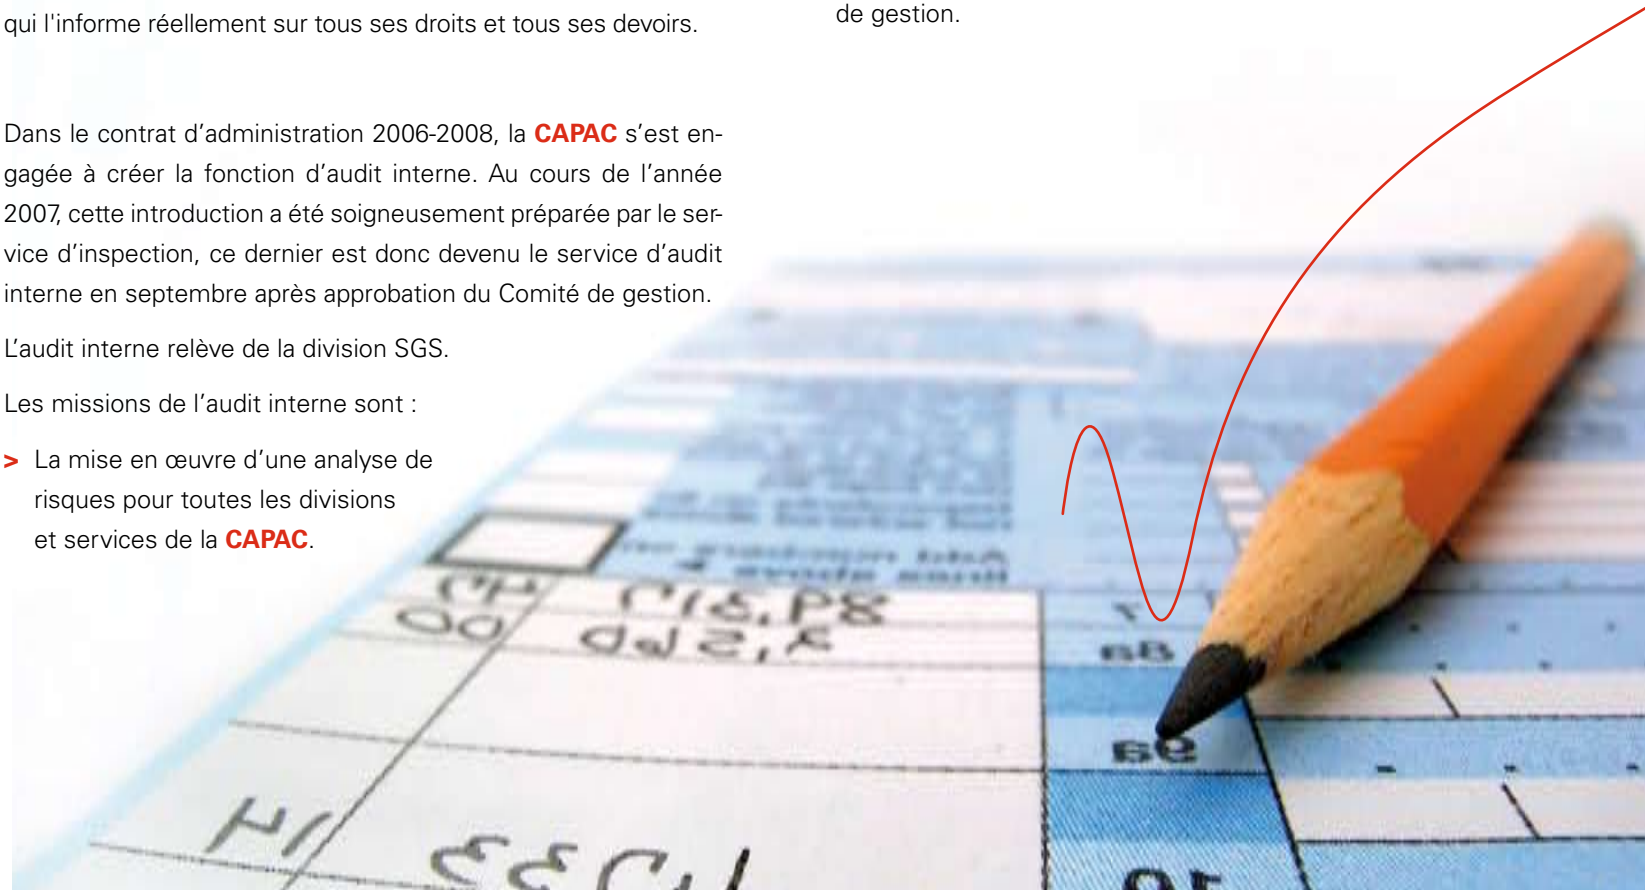 qui l'informe réellement sur tous ses droits et tous ses devoirs.
Dans le contrat d’administration 2006-2008, la CAPAC s’est en-
gagée à créer la fonction d’audit interne. Au cours de l’année
2007, cette introduction a été soigneusement préparée par le ser-
vice d’inspection, ce dernier est donc devenu le service d’audit
interne en septembre après approbation du Comité de gestion.
L’audit interne relève de la division SGS.
Les missions de l’audit interne sont :
> La mise en œuvre d’une analyse de
risques pour toutes les divisions
et services de la CAPAC.
de gestion.